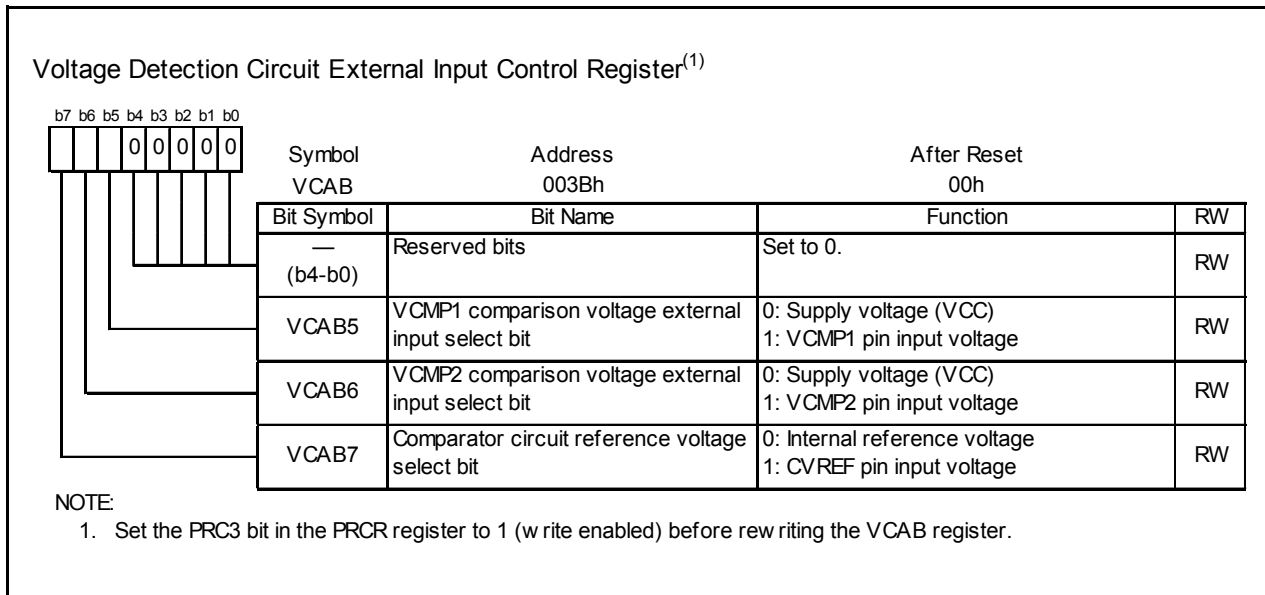 Voltage Detection Circuit External Input Control Register(1)
b7 b6 b5 b4 b3 b2 b1 b0
0 0 0 0 0
Symbol Address After Reset
VCAB 003Bh 00h
Bit Symbol Bit Name Function RW
— (b4-b0) Reserved bits Set to 0. RW
VCAB5 VCMP1 comparison voltage external input select bit 0: Supply voltage (VCC) 1: VCMP1 pin input voltage RW
VCAB6 VCMP2 comparison voltage external input select bit 0: Supply voltage (VCC) 1: VCMP2 pin input voltage RW
VCAB7 Comparator circuit reference voltage select bit 0: Internal reference voltage 1: CVREF pin input voltage RW
NOTE:
1. Set the PRC3 bit in the PRCR register to 1 (write enabled) before rewriting the VCAB register.